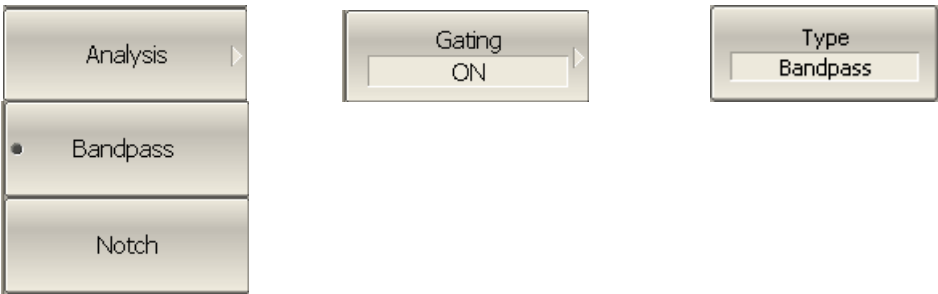 Analysis
Gating
ON
Type
Bandpass
Bandpass
Notch